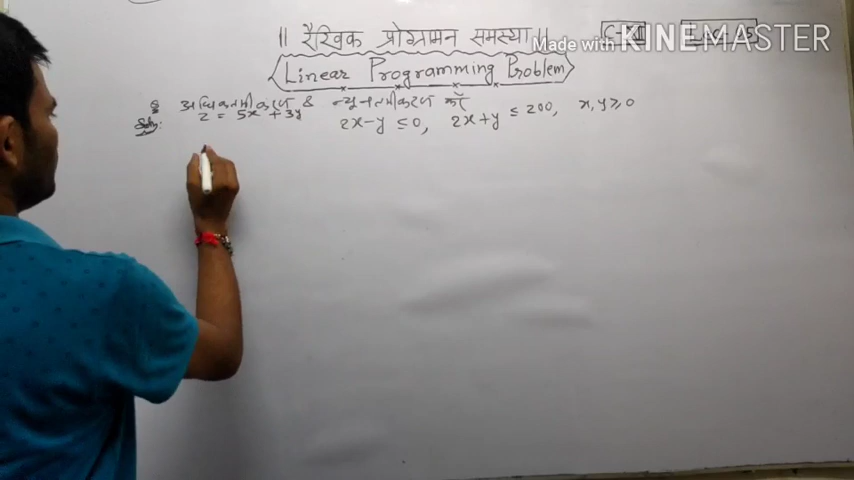 ॥ रैखिक प्रोग्रामन समस्या ॥
Made with KINEMASTER
Linear Programming Problem
Q अधिकतमीकरण & न्यूनतमीकरण करें
z = 5x + 3y 2x-y ≤ 0, 2x+y ≤ 200, x, y ≥ 0
Soln: